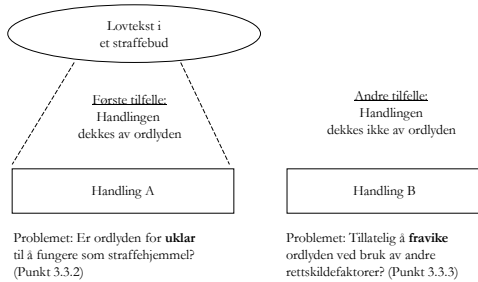 Lovtekst i
et straffebud
Første tilfelle:
Handlingen
dekkes av ordlyden
Andre tilfelle:
Handlingen
dekkes ikke av ordlyden
Handling A
Handling B
Problemet: Er ordlyden for uklar
til å fungere som straffehjemmel?
(Punkt 3.3.2)
Problemet: Tillatelig å fravike
ordlyden ved bruk av andre
rettskildefaktorer? (Punkt 3.3.3)